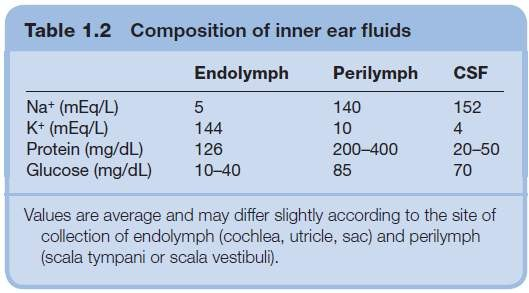 Table 1.2 Composition of inner ear fluids
Endolymph Perilymph CSF
Na⁺ (mEq/L) 5 140 152
K⁺ (mEq/L) 144 10 4
Protein (mg/dL) 126 200–400 20–50
Glucose (mg/dL) 10–40 85 70
Values are average and may differ slightly according to the site of
collection of endolymph (cochlea, utricle, sac) and perilymph
(scala tympani or scala vestibuli).